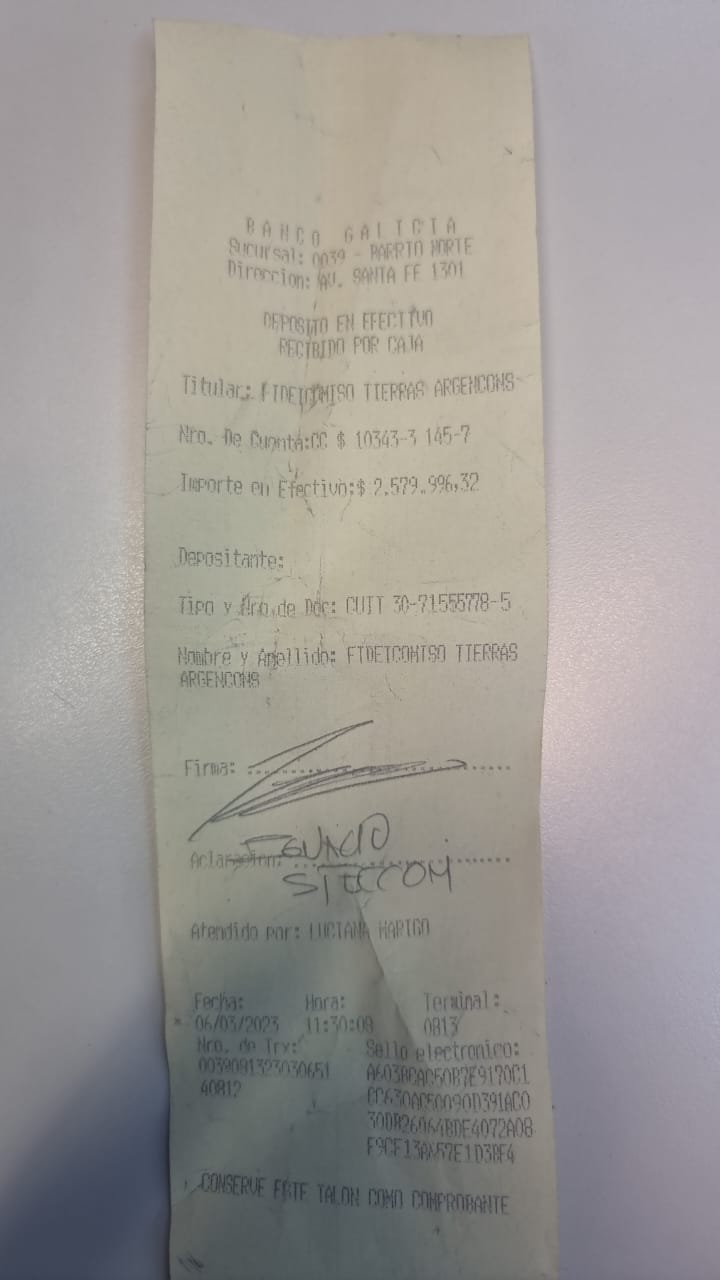 BANCO GALICIA
Sucursal: 0039 - BARRIO NORTE
Direccion: AV. SANTA FE 1301
DEPOSITO EN EFECTIVO
RECIBIDO POR CAJA
Titular: FIDEICOMISO TIERRAS ARGENCONS
Nro. De Cuenta:CC $ 10343-3 145-7
Importe en Efectivo:$ 2.579.996,32
Depositante:
Tipo y Nro.de Doc: CUIT 30-71555778-5
Nombre y Apellido: FIDEICOMISO TIERRAS
ARGENCONS
Firma:
Aclaracion:
Atendido por: LUCIANA
Fecha: Hora: Terminal:
06/03/2023 11:30:09 0B13
Nro. de Trx: Sello electronico:
CONSERVE ESTE TALON COMO COMPROBANTE